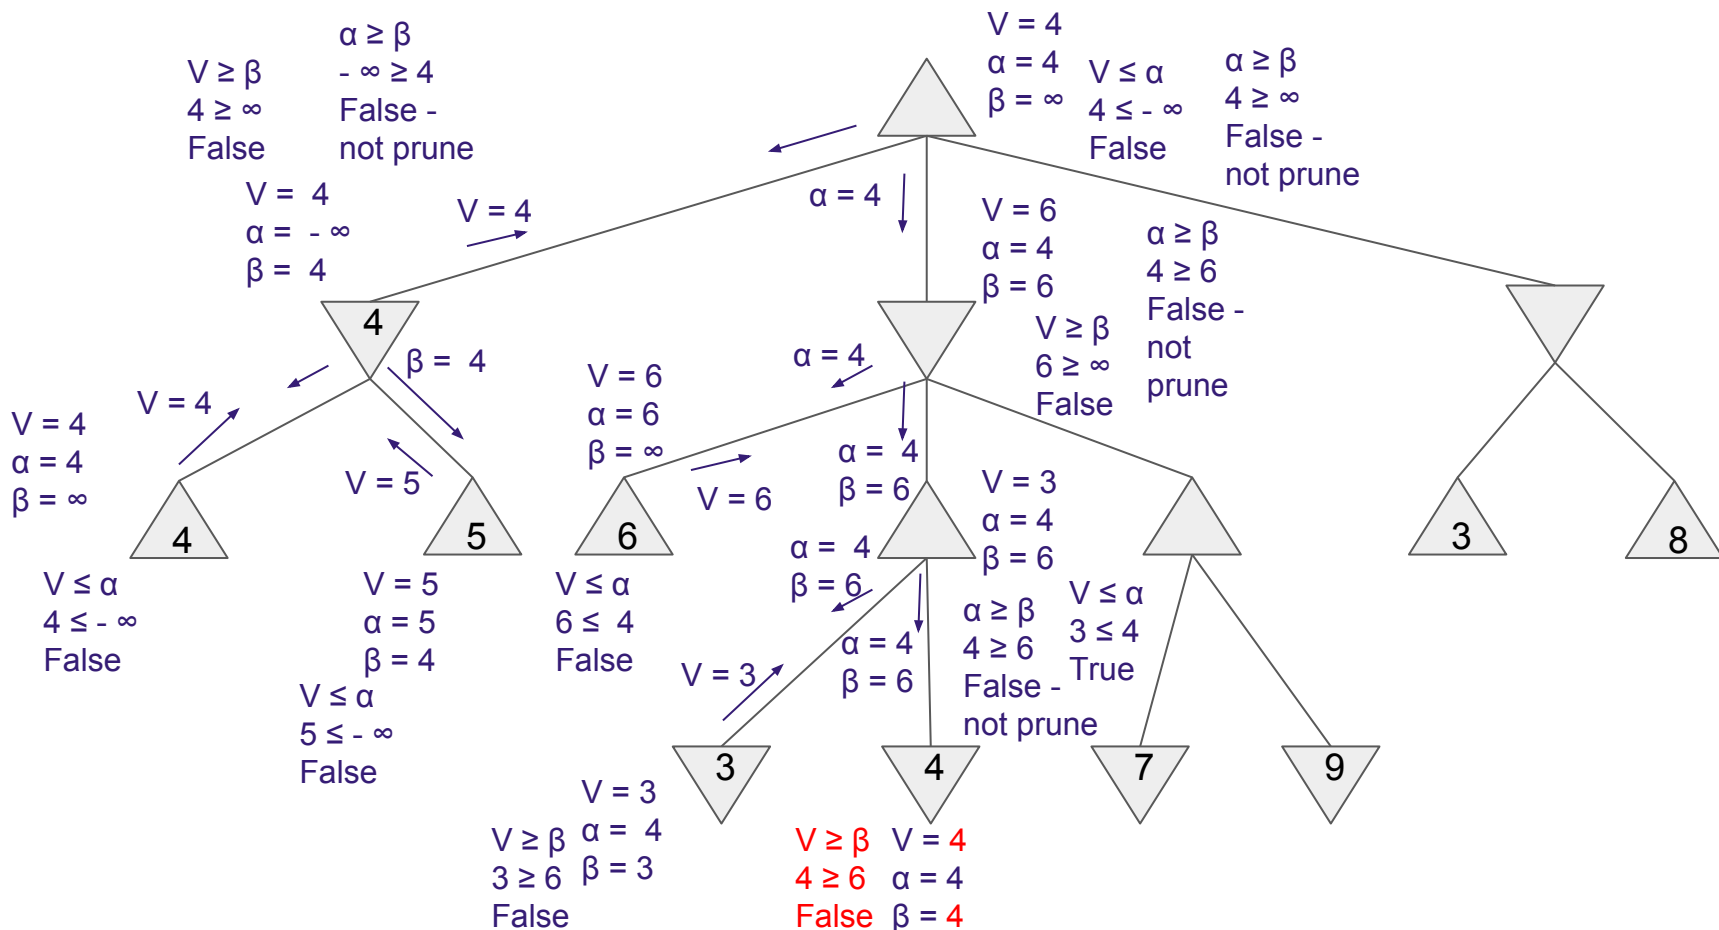 α ≥ β
- ∞ ≥ 4
False -
not prune
V ≥ β
4 ≥ ∞
False
V = 4
α = 4
β = ∞
V ≤ α
4 ≤ - ∞
False
α ≥ β
4 ≥ ∞
False -
not prune
V = 4
α = - ∞
β = 4
V = 4
α = 4
V = 6
α = 4
β = 6
α ≥ β
4 ≥ 6
False -
not
prune
4
β = 4
V ≥ β
6 ≥ ∞
False
α = 4
V = 6
α = 6
β = ∞
V = 4
V = 4
α = 4
β = ∞
V = 5
V = 6
α = 4
β = 6
V = 3
α = 4
β = 6
4
5
6
3
8
α = 4
β = 6
V ≤ α
4 ≤ - ∞
False
V = 5
α = 5
β = 4
V ≤ α
6 ≤ 4
False
α ≥ β
4 ≥ 6
False -
not prune
V ≤ α
3 ≤ 4
True
α = 4
β = 6
V = 3
V ≤ α
5 ≤ - ∞
False
3
4
7
9
V = 3
α = 4
β = 3
V ≥ β
3 ≥ 6
False
V ≥ β
4 ≥ 6
False
V = 4
α = 4
β = 4